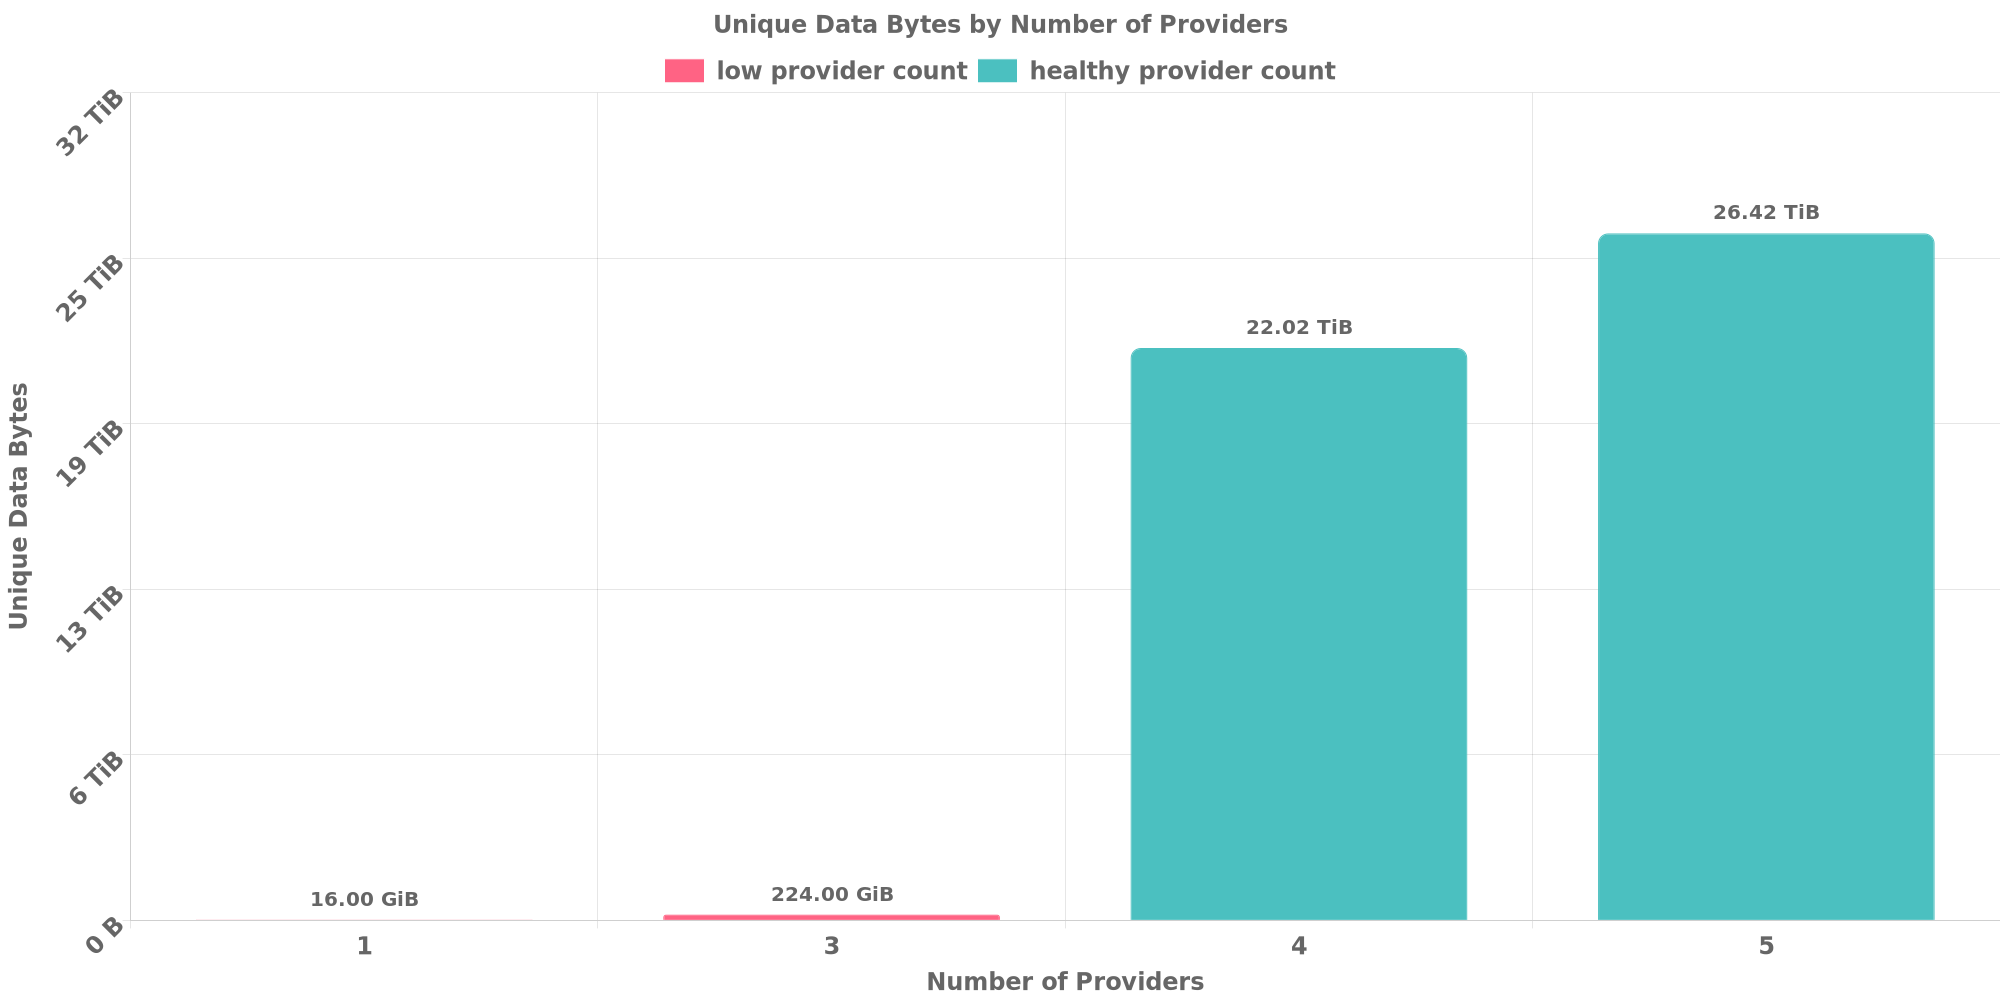 Unique Data Bytes by Number of Providers
low provider count healthy provider count
32 TiB
25 TiB
19 TiB
13 TiB
6 TiB
0 B
Unique Data Bytes
16.00 GiB
224.00 GiB
22.02 TiB
26.42 TiB
1 3 4 5
Number of Providers